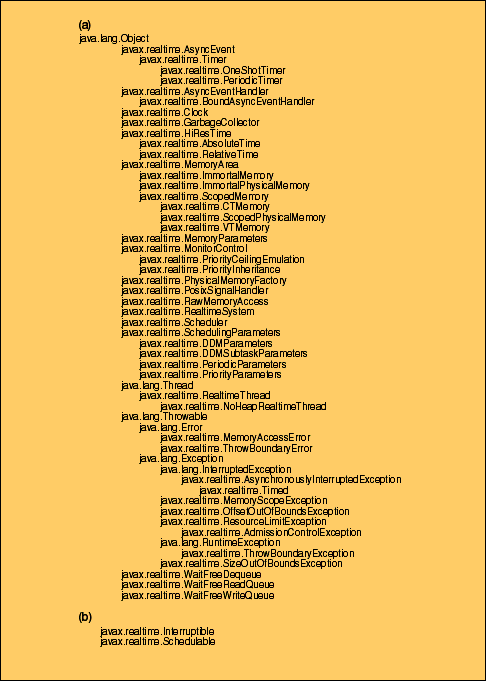 (a)
java.lang.Object
javax.realtime.AsyncEvent
javax.realtime.Timer
javax.realtime.OneShotTimer
javax.realtime.PeriodicTimer
javax.realtime.AsyncEventHandler
javax.realtime.BoundAsyncEventHandler
javax.realtime.Clock
javax.realtime.GarbageCollector
javax.realtime.HiResTime
javax.realtime.AbsoluteTime
javax.realtime.RelativeTime
javax.realtime.MemoryArea
javax.realtime.ImmortalMemory
javax.realtime.ImmortalPhysicalMemory
javax.realtime.ScopedMemory
javax.realtime.CTMemory
javax.realtime.ScopedPhysicalMemory
javax.realtime.VTMemory
javax.realtime.MemoryParameters
javax.realtime.MonitorControl
javax.realtime.PriorityCeilingEmulation
javax.realtime.PriorityInheritance
javax.realtime.PhysicalMemoryFactory
javax.realtime.PosixSignalHandler
javax.realtime.RawMemoryAccess
javax.realtime.RealtimeSystem
javax.realtime.Scheduler
javax.realtime.SchedulingParameters
javax.realtime.DDMParameters
javax.realtime.DDMSubtaskParameters
javax.realtime.PeriodicParameters
javax.realtime.PriorityParameters
java.lang.Thread
javax.realtime.RealtimeThread
javax.realtime.NoHeapRealtimeThread
java.lang.Throwable
java.lang.Error
javax.realtime.MemoryAccessError
javax.realtime.ThrowBoundaryError
java.lang.Exception
java.lang.InterruptedException
javax.realtime.AsynchronouslyInterruptedException
javax.realtime.Timed
javax.realtime.MemoryScopeException
javax.realtime.OffsetOutOfBoundsException
javax.realtime.ResourceLimitException
javax.realtime.AdmissionControlException
java.lang.RuntimeException
javax.realtime.ThrowBoundaryException
javax.realtime.SizeOutOfBoundsException
javax.realtime.WaitFreeDequeue
javax.realtime.WaitFreeReadQueue
javax.realtime.WaitFreeWriteQueue
(b)
javax.realtime.Interruptible
javax.realtime.Schedulable